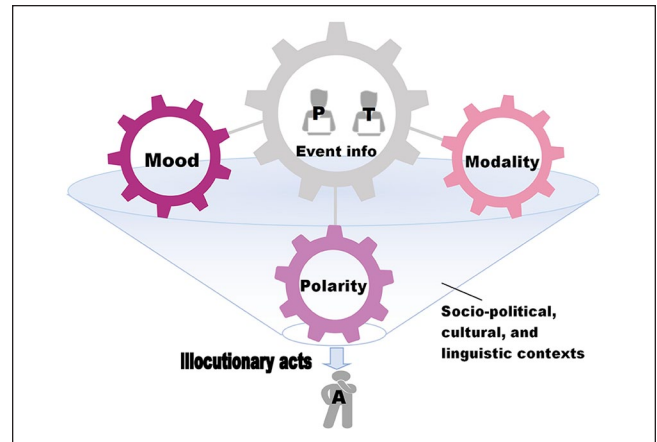 P T
Event info
Mood
Modality
Polarity
Socio-political,
cultural, and
linguistic contexts
Illocutionary acts
A